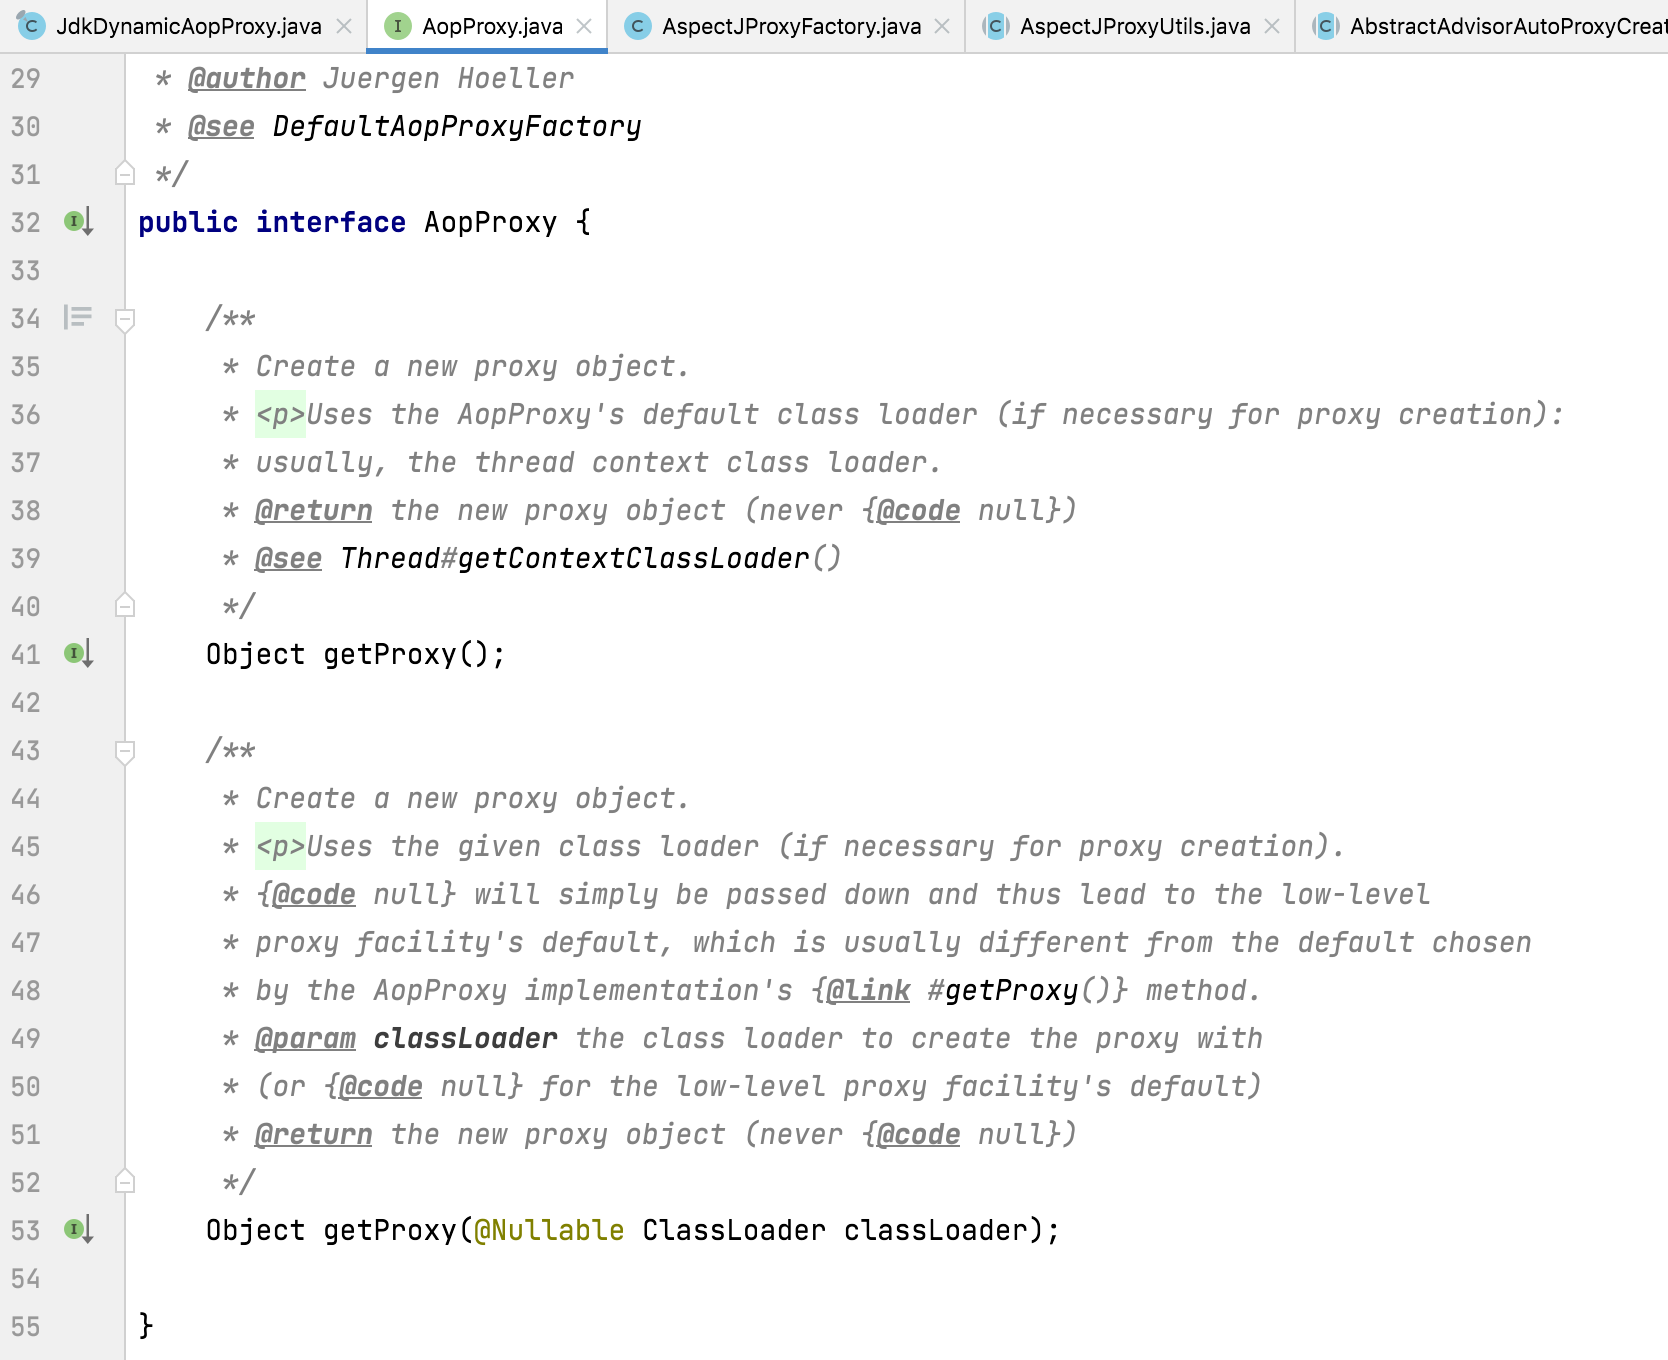 JdkDynamicAopProxy.java AopProxy.java AspectJProxyFactory.java AspectJProxyUtils.java AbstractAdvisorAutoProxyCreat
29 * @author Juergen Hoeller
30 * @see DefaultAopProxyFactory
31 */
32 public interface AopProxy {
33
34 /**
35 * Create a new proxy object.
36 * <p>Uses the AopProxy's default class loader (if necessary for proxy creation):
37 * usually, the thread context class loader.
38 * @return the new proxy object (never {@code null})
39 * @see Thread#getContextClassLoader()
40 */
41 Object getProxy();
42
43 /**
44 * Create a new proxy object.
45 * <p>Uses the given class loader (if necessary for proxy creation).
46 * {@code null} will simply be passed down and thus lead to the low-level
47 * proxy facility's default, which is usually different from the default chosen
48 * by the AopProxy implementation's {@link #getProxy()} method.
49 * @param classLoader the class loader to create the proxy with
50 * (or {@code null} for the low-level proxy facility's default)
51 * @return the new proxy object (never {@code null})
52 */
53 Object getProxy(@Nullable ClassLoader classLoader);
54
55 }